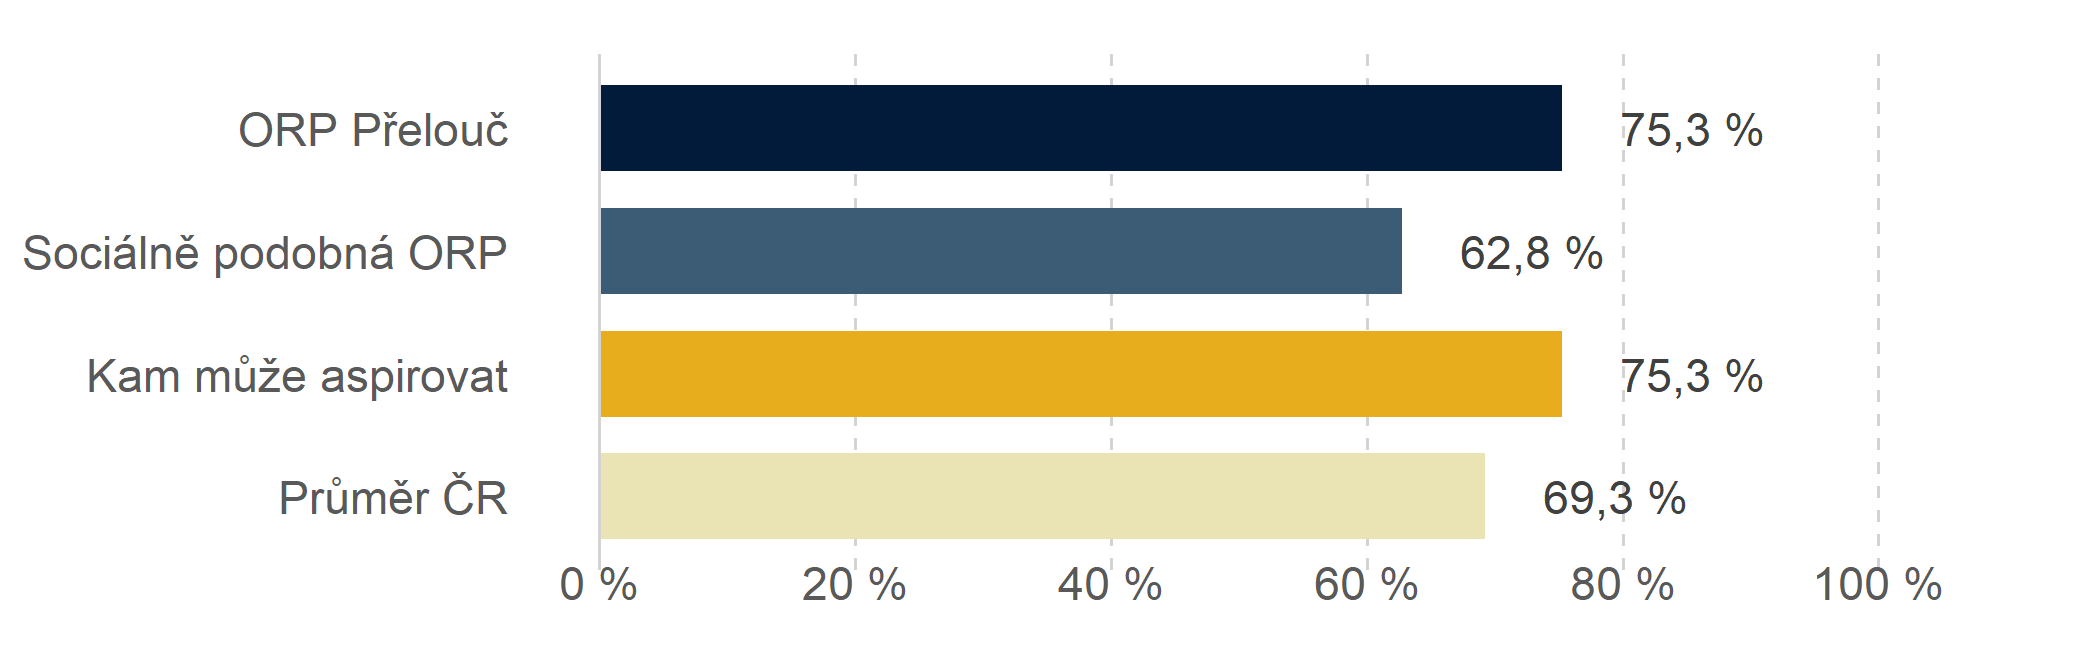 ORP Přelouč 75,3 %
Sociálně podobná ORP 62,8 %
Kam může aspirovat 75,3 %
Průměr ČR 69,3 %
0 % 20 % 40 % 60 % 80 % 100 %